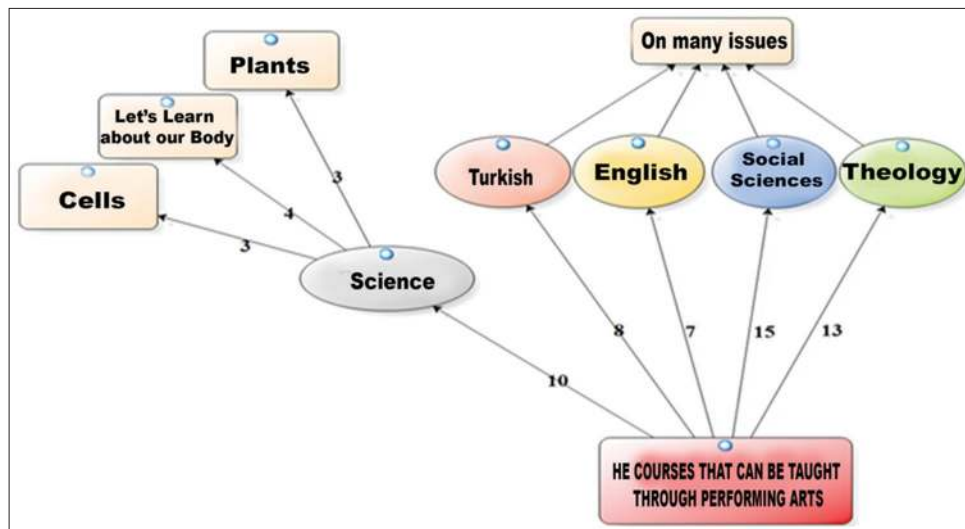 Plants
On many issues
Let's Learn
about our Body
Cells
Turkish
English
Social
Sciences
Theology
3
4
3
Science
8
7
15
13
10
HE COURSES THAT CAN BE TAUGHT
THROUGH PERFORMING ARTS